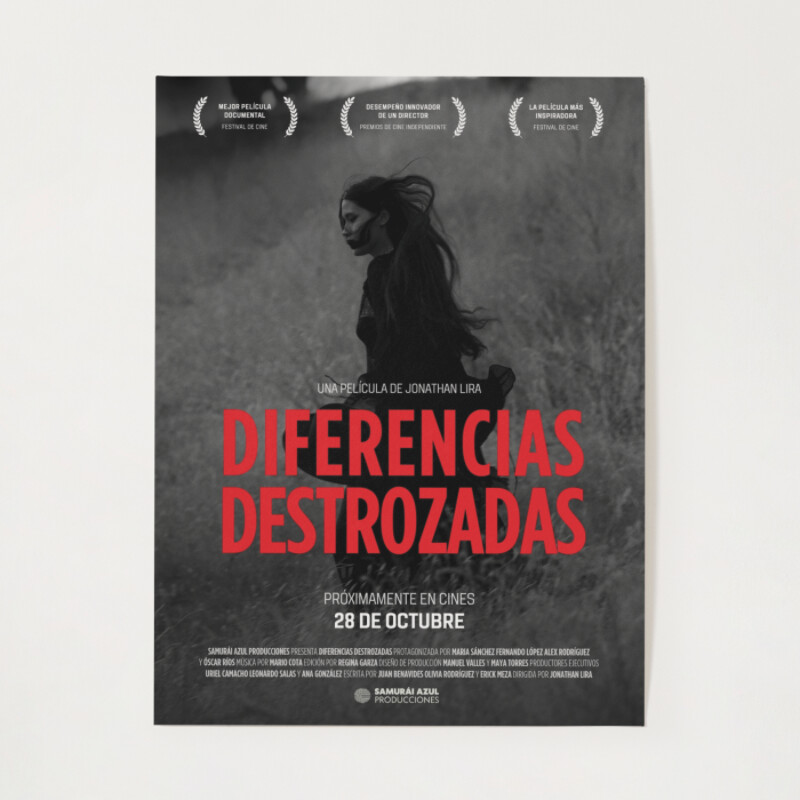 MEJOR PELÍCULA
DOCUMENTAL
FESTIVAL DE CINE
DESEMPEÑO INNOVADOR
DE UN DIRECTOR
PREMIOS DE CINE INDEPENDIENTE
LA PELÍCULA MÁS
INSPIRADORA
FESTIVAL DE CINE
UNA PELÍCULA DE JONATHAN LIRA
DIFERENCIAS
DESTROZADAS
PRÓXIMAMENTE EN CINES
28 DE OCTUBRE
SAMURÁI AZUL PRODUCCIONES PRESENTA DIFERENCIAS DESTROZADAS PROTAGONIZADA POR MARIA SÁNCHEZ FERNANDO LÓPEZ ALEX RODRÍGUEZ
Y ÓSCAR RÍOS MÚSICA POR MARIO COTA EDICIÓN POR REGINA GARZA DISEÑO DE PRODUCCIÓN MANUEL VALLES Y MAYA TORRES PRODUCTORES EJECUTIVOS
URIEL CAMACHO LEONARDO SALAS Y ANA GONZÁLEZ ESCRITA POR JUAN BENAVIDES OLIVIA RODRÍGUEZ Y ERICK MEZA DIRIGIDA POR JONATHAN LIRA
SAMURÁI AZUL
PRODUCCIONES